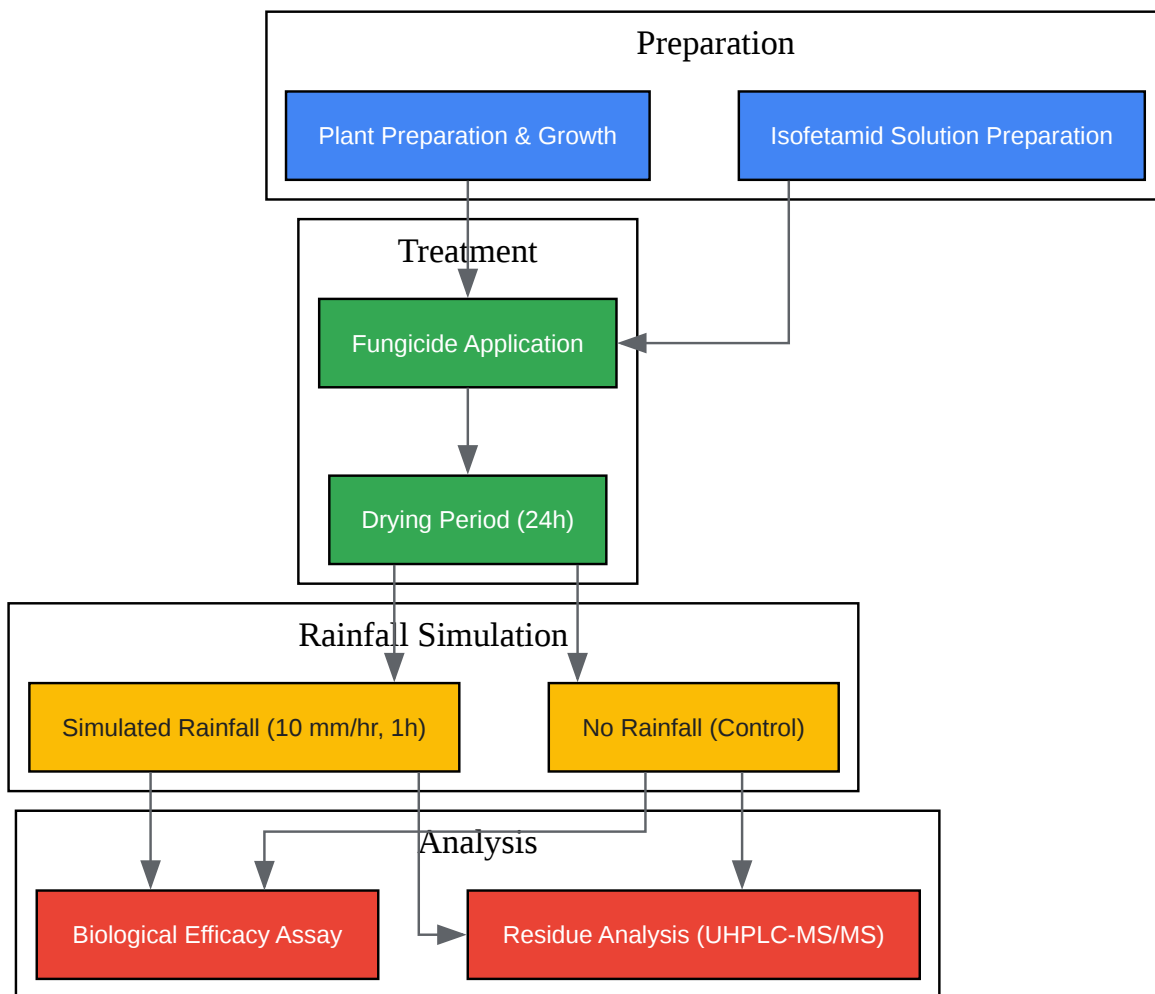 Preparation
Plant Preparation & Growth
Isofetamid Solution Preparation
Treatment
Fungicide Application
Drying Period (24h)
Rainfall Simulation
Simulated Rainfall (10 mm/hr, 1h)
No Rainfall (Control)
Analysis
Biological Efficacy Assay
Residue Analysis (UHPLC-MS/MS)